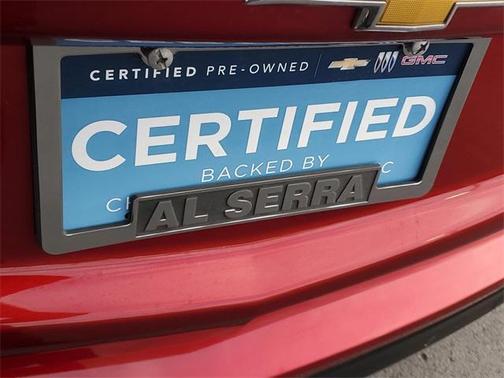 CERTIFIED PRE-OWNED GMC
CERTIFIED
BACKED BY
AL SERRA